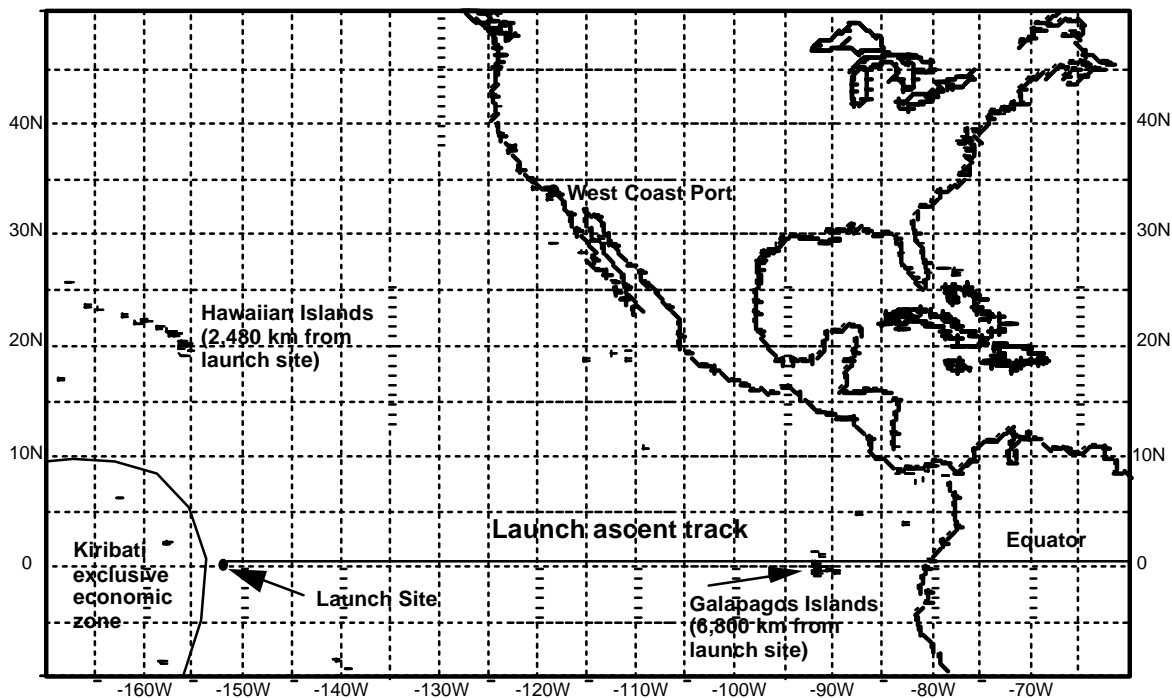 40N
40N
West Coast Port
30N
30N
Hawaiian Islands
(2,480 km from
launch site)
20N
20N
10N
10N
Launch ascent track
Kiribati
exclusive
economic
zone
Equator
0
0
Launch Site
Galapagos Islands
(6,800 km from
launch site)
-160W -150W -140W -130W -120W -110W -100W -90W -80W -70W